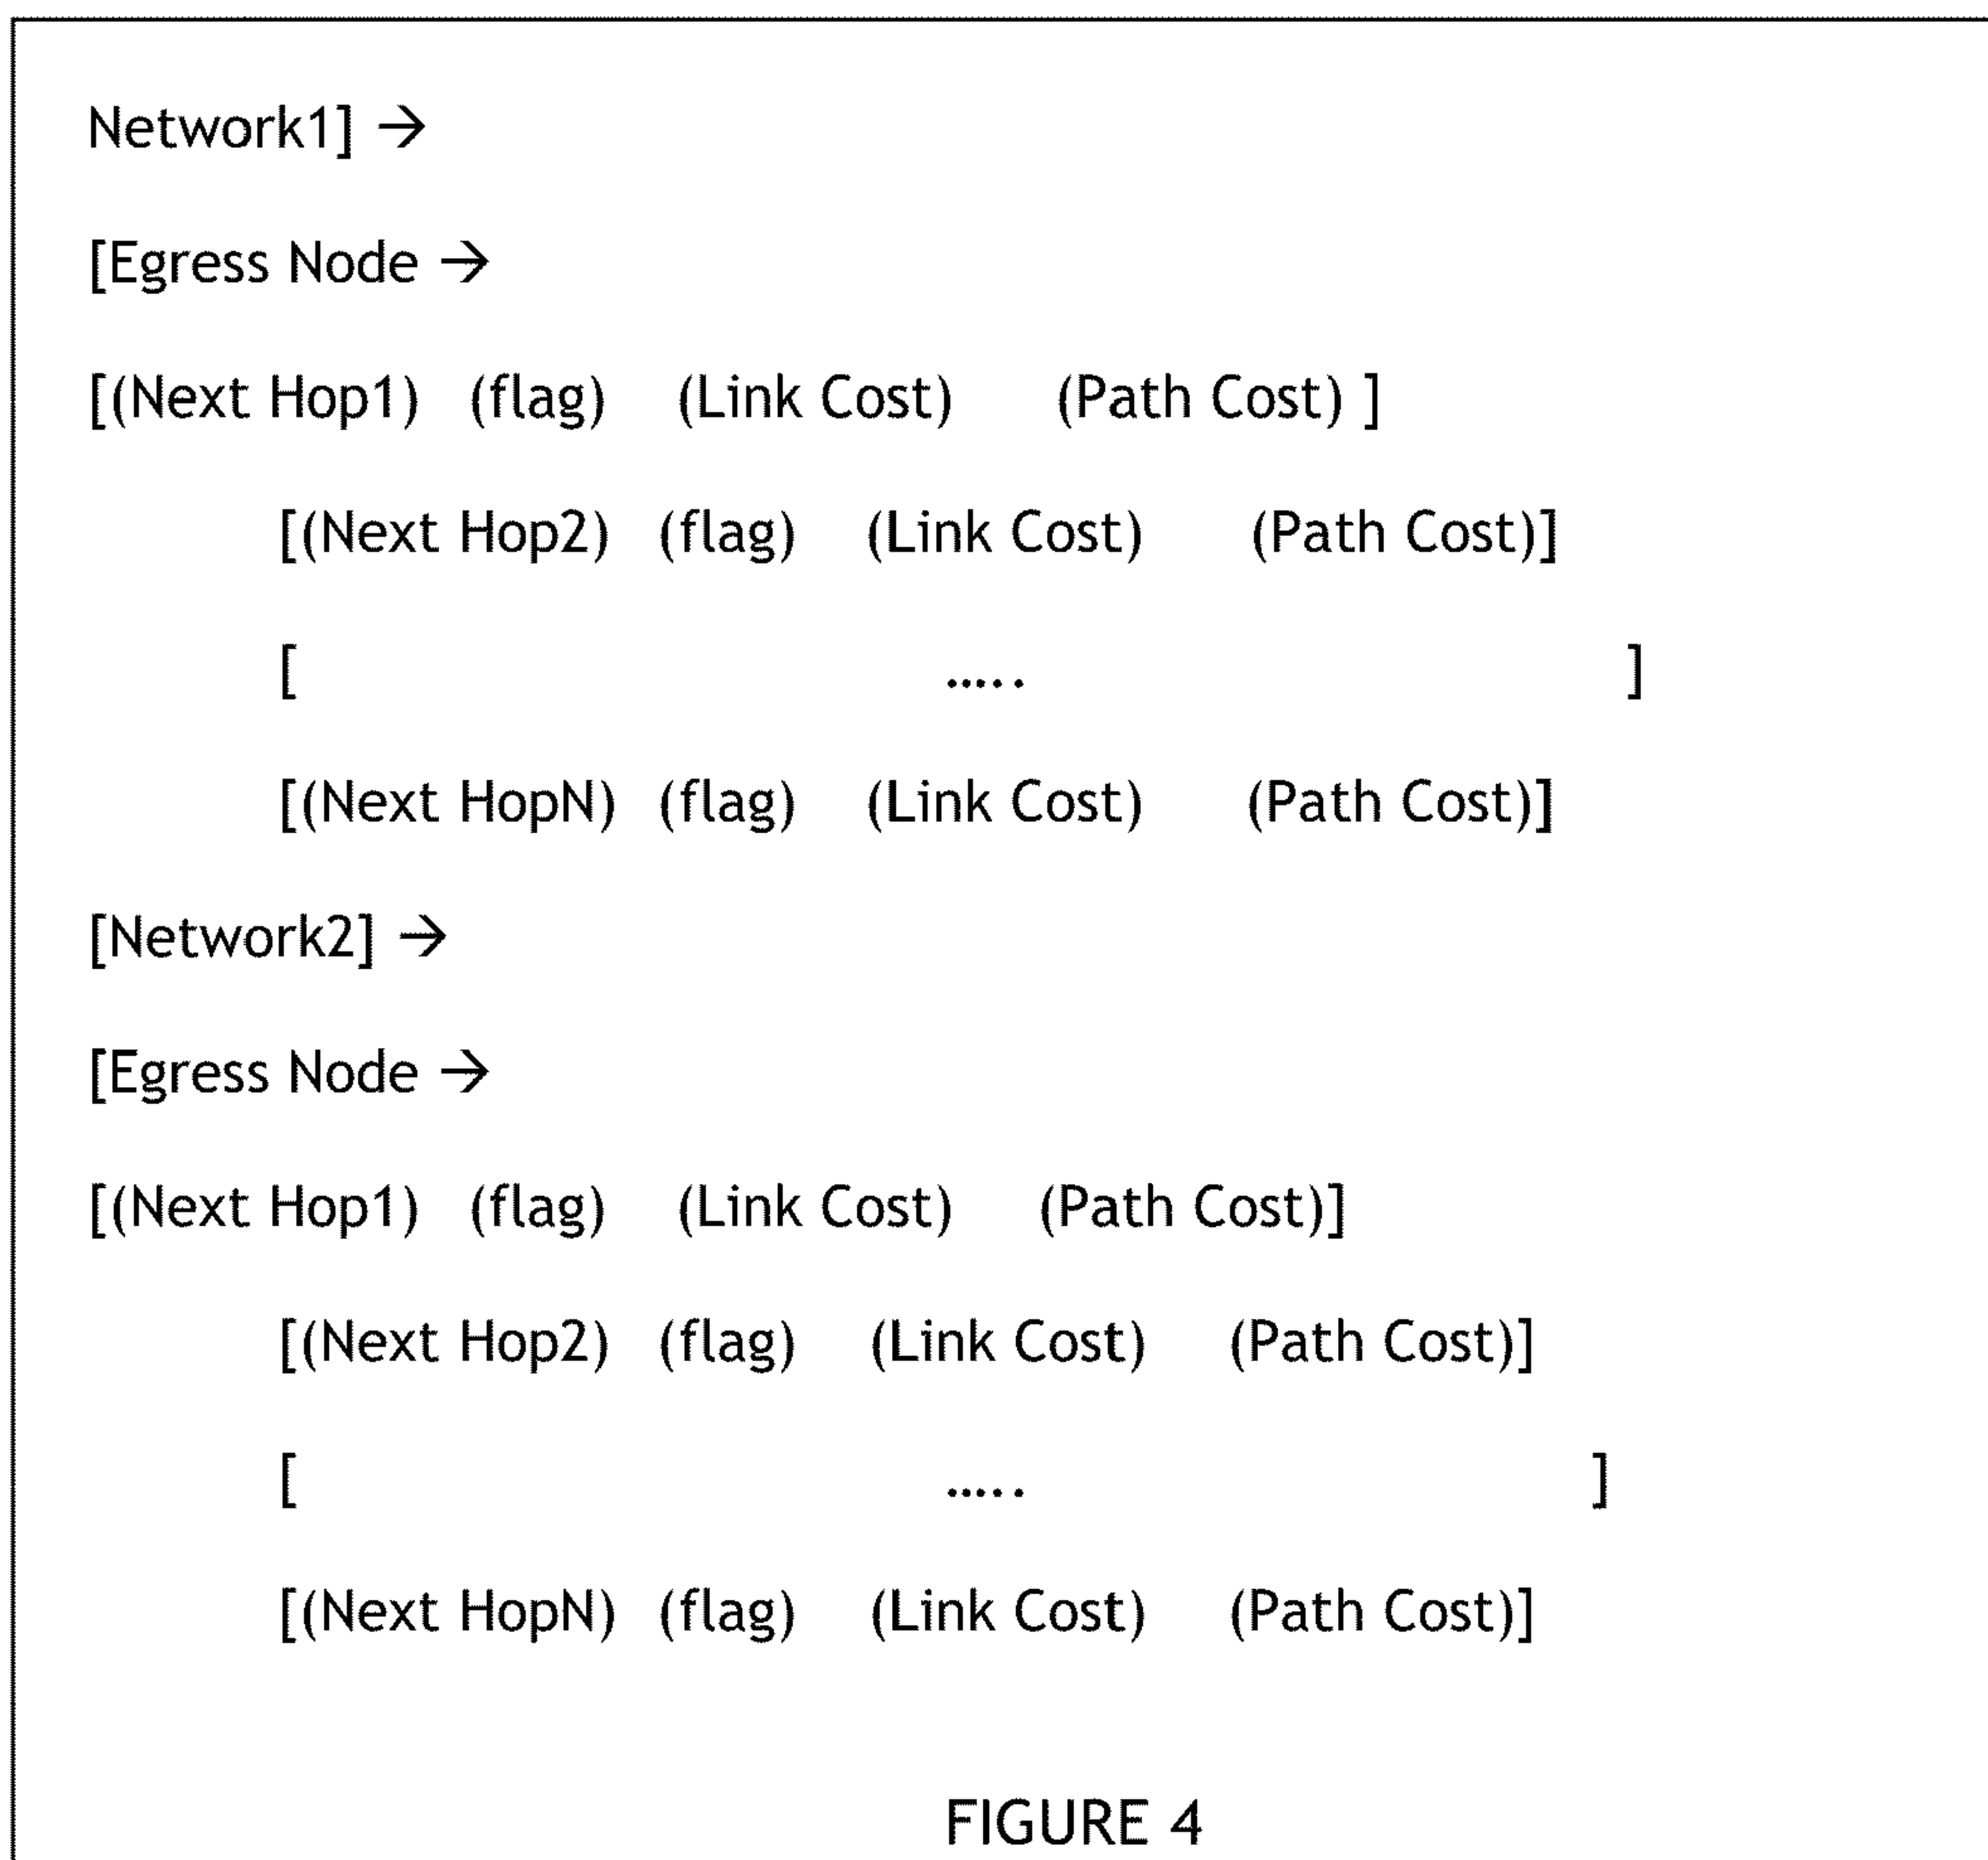 Network1] →
[Egress Node →
[(Next Hop1) (flag) (Link Cost) (Path Cost) ]
[(Next Hop2) (flag) (Link Cost) (Path Cost)]
[ ..... ]
[(Next HopN) (flag) (Link Cost) (Path Cost)]
[Network2] →
[Egress Node →
[(Next Hop1) (flag) (Link Cost) (Path Cost)]
[(Next Hop2) (flag) (Link Cost) (Path Cost)]
[ ..... ]
[(Next HopN) (flag) (Link Cost) (Path Cost)]
FIGURE 4